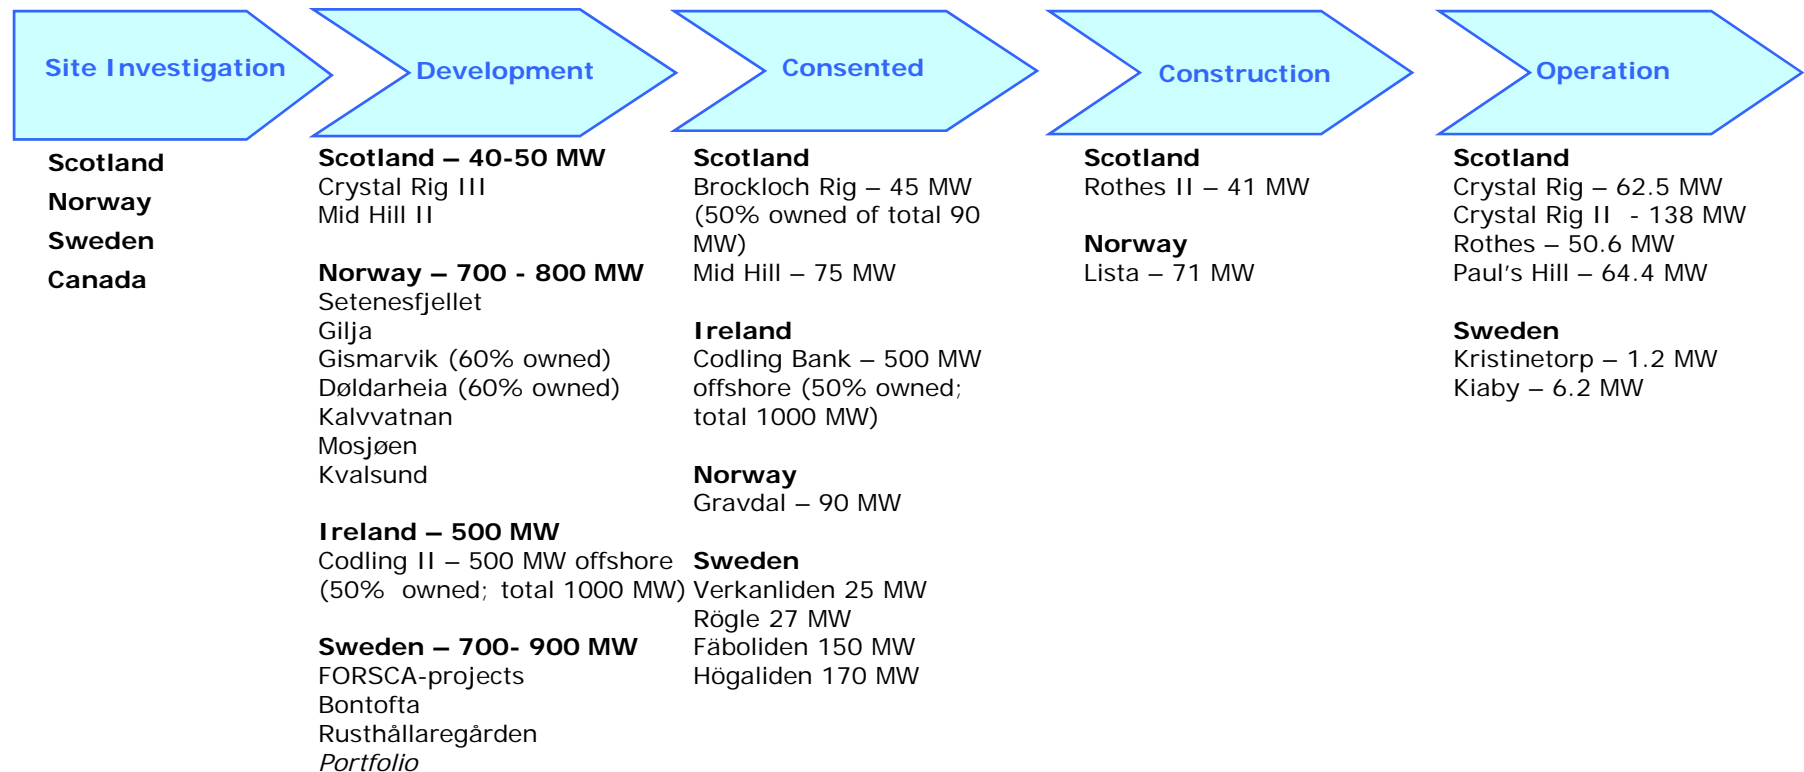 Site Investigation
Development
Consented
Construction
Operation
Scotland
Norway
Sweden
Canada
Scotland – 40-50 MW
Crystal Rig III
Mid Hill II
Norway – 700 - 800 MW
Setenesfjellet
Gilja
Gismarvik (60% owned)
Døldarheia (60% owned)
Kalvvatnan
Mosjøen
Kvalsund
Ireland – 500 MW
Codling II – 500 MW offshore
(50% owned; total 1000 MW)
Sweden – 700- 900 MW
FORSCA-projects
Bontofta
Rusthållaregården
Portfolio
Scotland
Brockloch Rig – 45 MW
(50% owned of total 90
MW)
Mid Hill – 75 MW
Ireland
Codling Bank – 500 MW
offshore (50% owned;
total 1000 MW)
Norway
Gravdal – 90 MW
Sweden
Verkanliden 25 MW
Rögle 27 MW
Fäboliden 150 MW
Högaliden 170 MW
Scotland
Rothes II – 41 MW
Norway
Lista – 71 MW
Scotland
Crystal Rig – 62.5 MW
Crystal Rig II - 138 MW
Rothes – 50.6 MW
Paul's Hill – 64.4 MW
Sweden
Kristinetorp – 1.2 MW
Kiaby – 6.2 MW